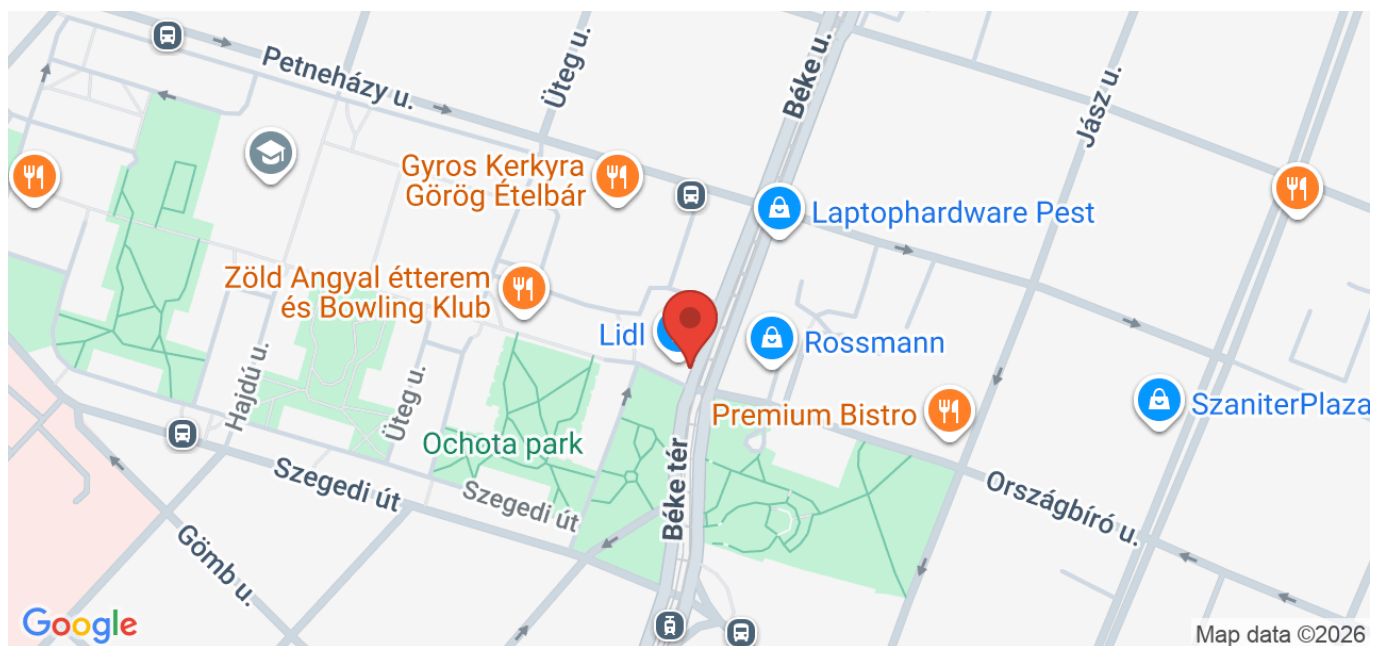 Petneházy u.
Üteg u.
Béke u.
Jász u.
Gyros Kerkyra
Görög Ételbár
Laptophardware Pest
Zöld Angyal étterem
és Bowling Klub
Lidl
Rossmann
Hajdú u.
Üteg u.
Premium Bistro
SzaniterPlaza
Ochota park
Béke tér
Szegedi út
Szegedi út
Országbíró u.
Gömb u.
Google
Map data ©2026